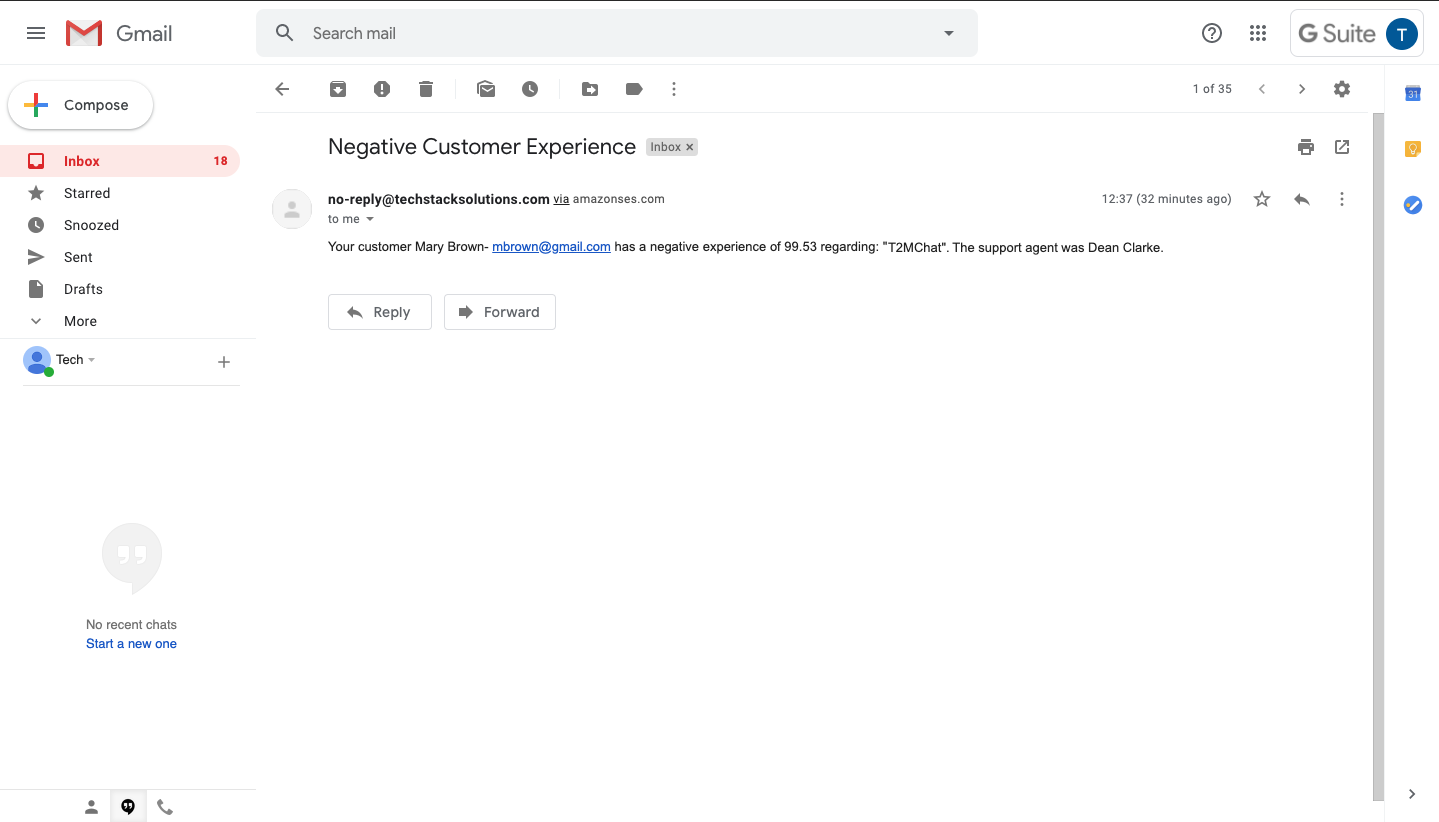 Gmail
Search mail
G Suite
T
Compose
1 of 35
31
Inbox 18
Starred
Snoozed
Sent
Drafts
More
Tech
No recent chats
Start a new one
Negative Customer Experience Inbox x
no-reply@techstacksolutions.com via amazonses.com 12:37 (32 minutes ago)
to me
Your customer Mary Brown- mbrown@gmail.com has a negative experience of 99.53 regarding: "T2MChat". The support agent was Dean Clarke.
Reply Forward